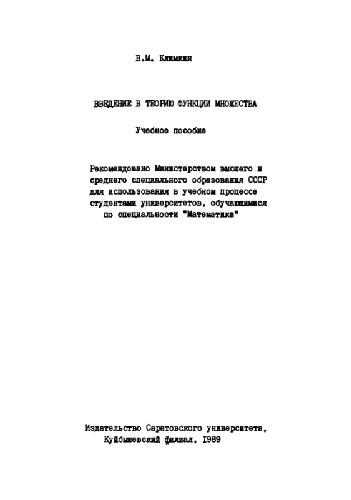 В.М. Климкин
ВВЕДЕНИЕ В ТЕОРИЮ ФУНКЦИИ МНОЖЕСТВА
Учебное пособие
Рекомендовано Министерством высшего и
среднего специального образования СССР
для использования в учебном процессе
студентами университетов, обучающимися
по специальности "Математика"
Издательство Саратовского университета,
Куйбышевский филиал, 1989